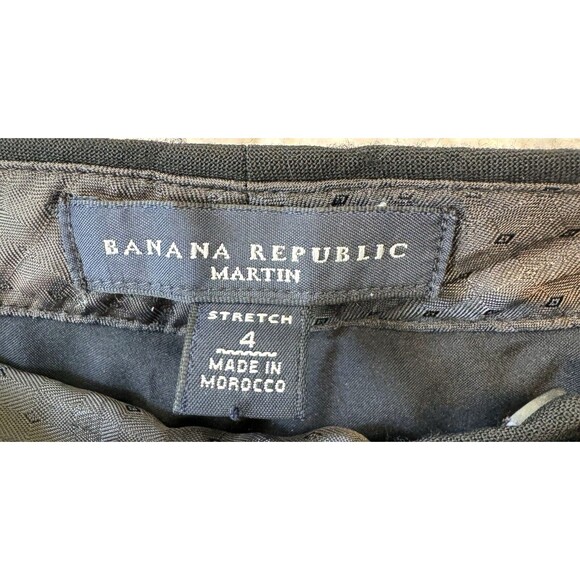 BANANA REPUBLIC
MARTIN
STRETCH
4
MADE IN
MOROCCO